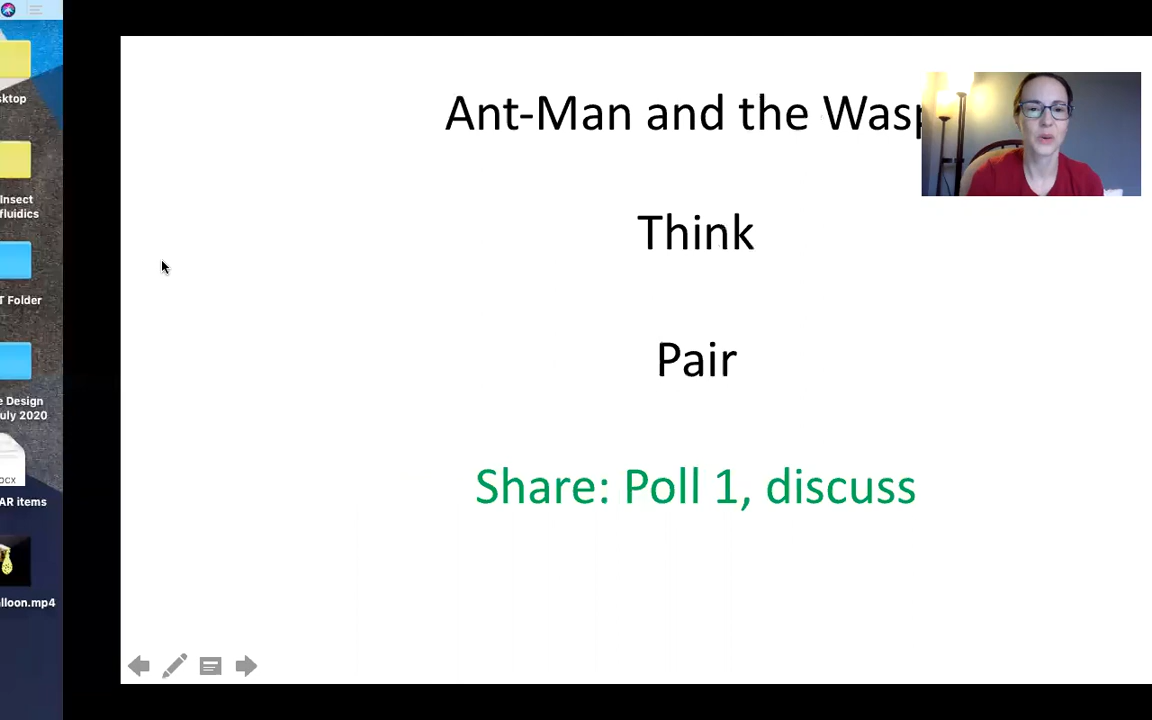 sktop
Insect
fluidics
T Folder
e Design
uly 2020
ocx
AR items
lloon.mp4
Ant-Man and the Wasp
Think
Pair
Share: Poll 1, discuss